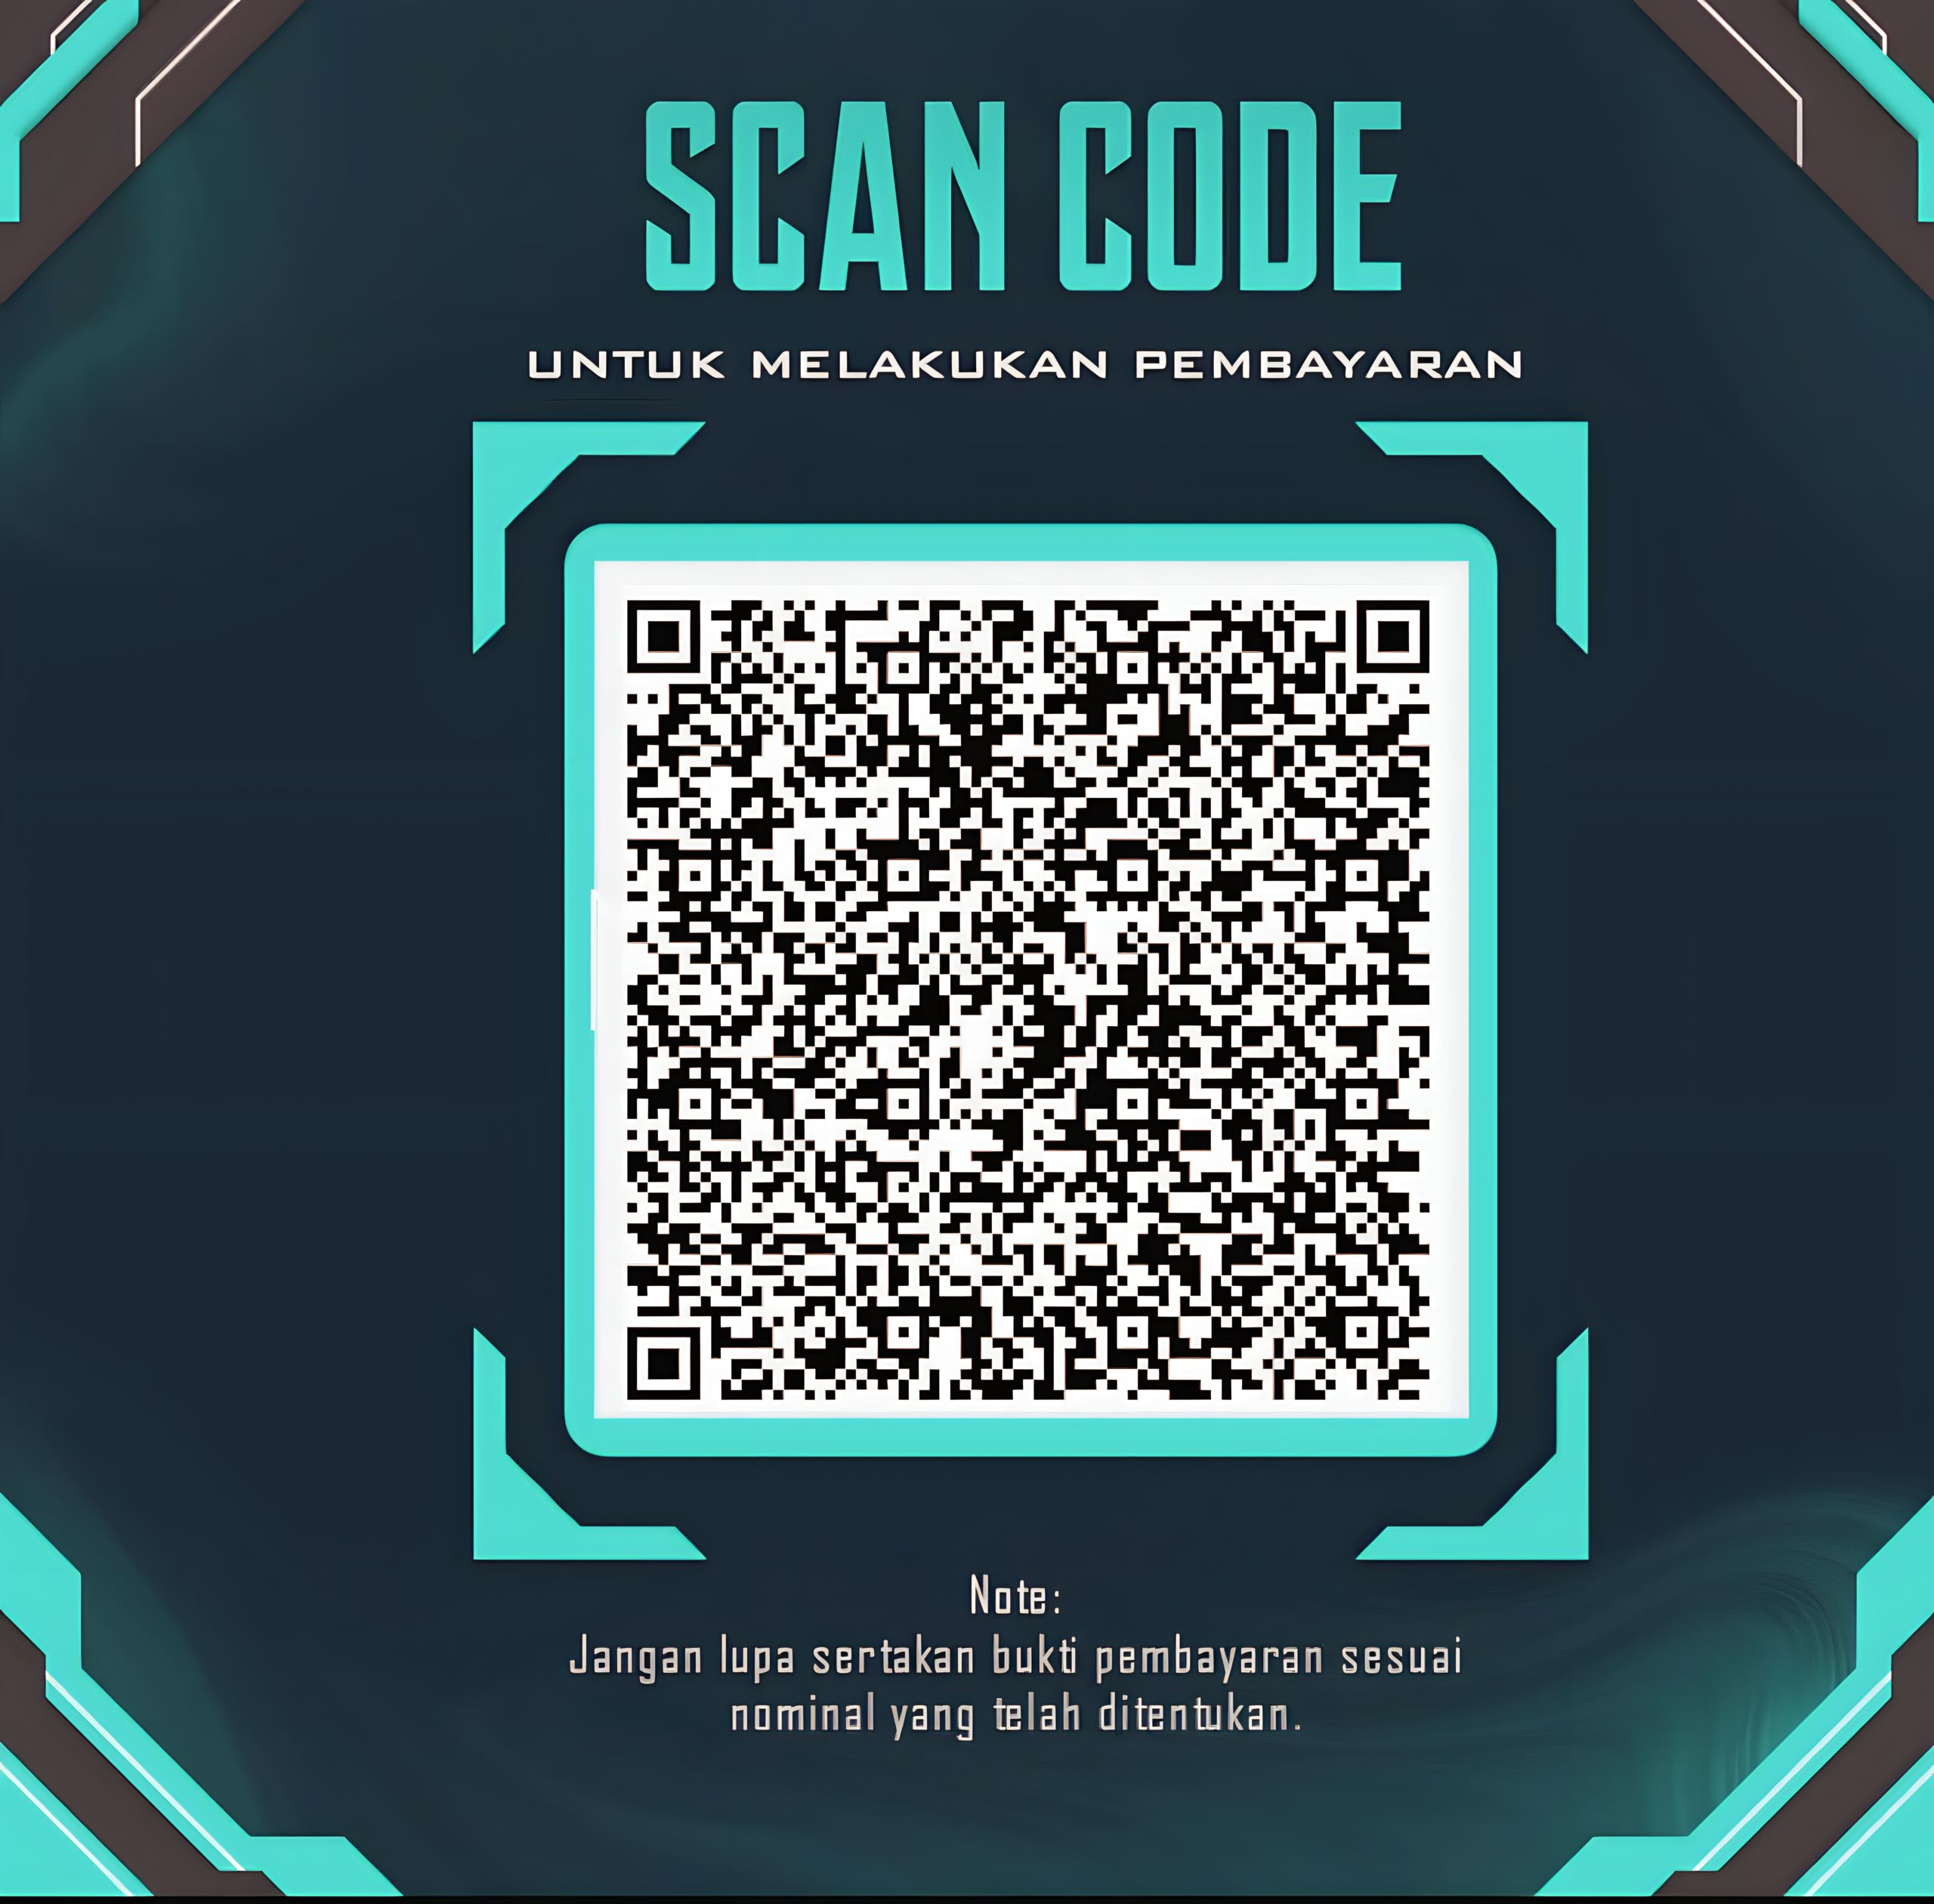 SCAN CODE
UNTUK MELAKUKAN PEMBAYARAN
Note:
Jangan lupa sertakan bukti pembayaran sesuai
nominal yang telah ditentukan.